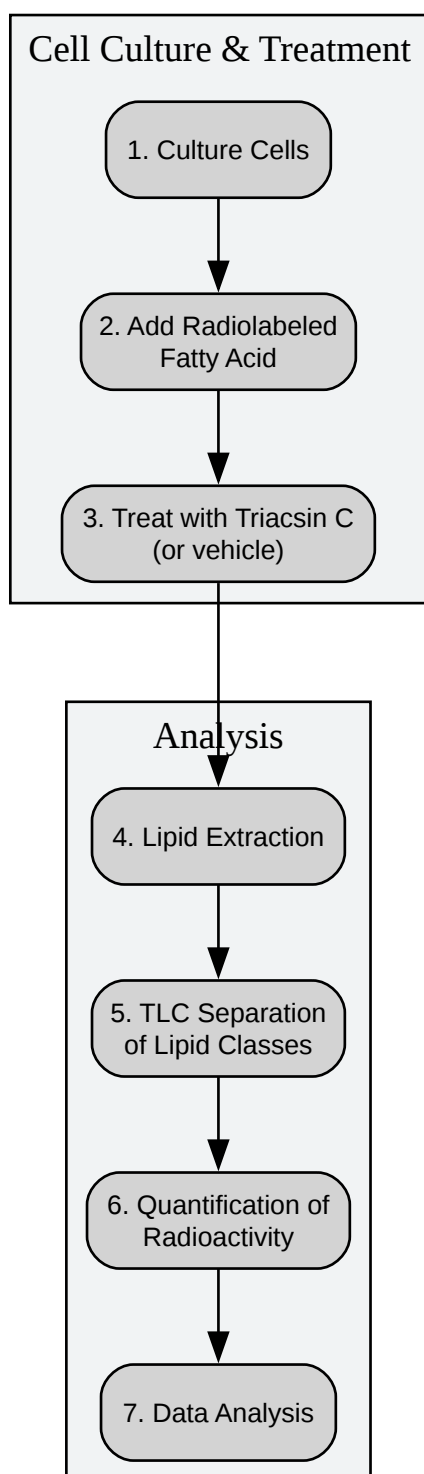 Cell Culture & Treatment
1. Culture Cells
2. Add Radiolabeled
Fatty Acid
3. Treat with Triacsin C
(or vehicle)
Analysis
4. Lipid Extraction
5. TLC Separation
of Lipid Classes
6. Quantification of
Radioactivity
7. Data Analysis